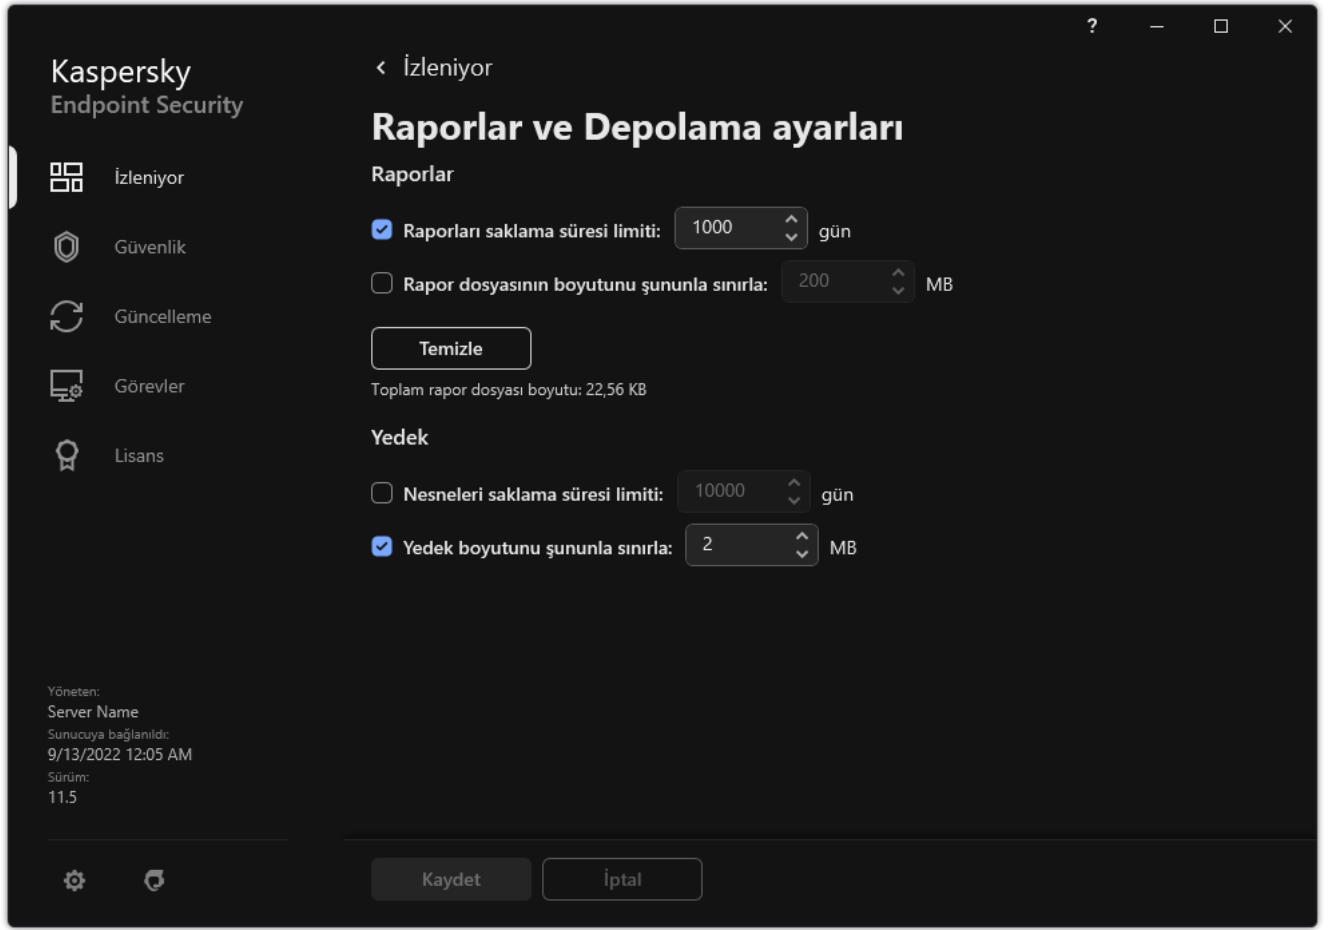 ?
Kaspersky
Endpoint Security
İzleniyor
Güvenlik
Güncelleme
Görevler
Lisans
Yöneten:
Server Name
Sunucuya bağlanıldı:
9/13/2022 12:05 AM
Sürüm:
11.5
İzleniyor
Raporlar ve Depolama ayarları
Raporlar
Raporları saklama süresi limiti: 1000 gün
Rapor dosyasının boyutunu şununla sınırla: 200 MB
Temizle
Toplam rapor dosyası boyutu: 22,56 KB
Yedek
Nesneleri saklama süresi limiti: 10000 gün
Yedek boyutunu şununla sınırla: 2 MB
Kaydet İptal